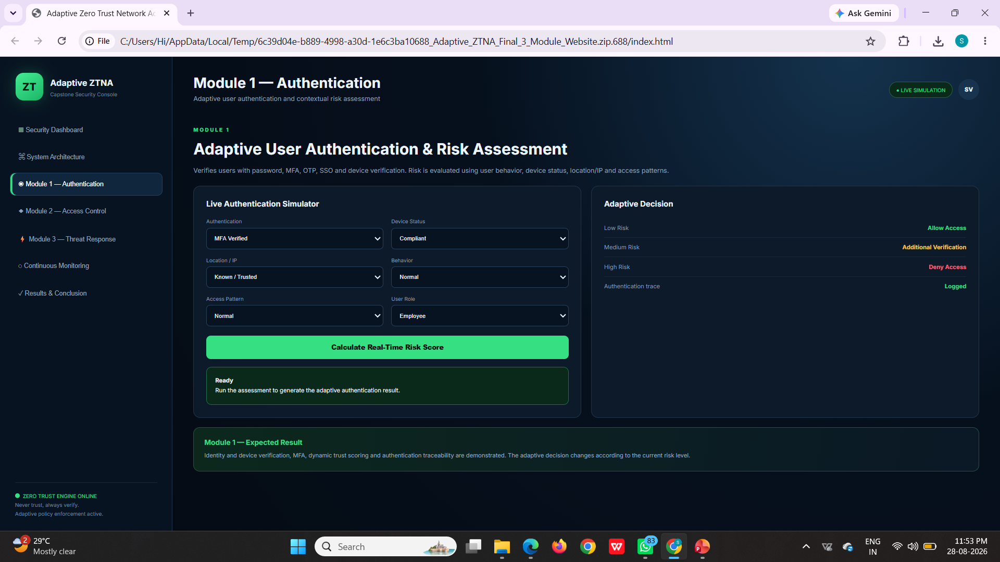 Adaptive Zero Trust Network Ac
Ask Gemini
File
C:/Users/Hi/AppData/Local/Temp/6c39d04e-b889-4998-a30d-1e6c3ba10688_Adaptive_ZTNA_Final_3_Module_Website.zip.688/index.html
S
ZT
Adaptive ZTNA
Capstone Security Console
Security Dashboard
System Architecture
Module 1 — Authentication
Module 2 — Access Control
Module 3 — Threat Response
Continuous Monitoring
Results & Conclusion
ZERO TRUST ENGINE ONLINE
Never trust, always verify.
Adaptive policy enforcement active.
Module 1 — Authentication
Adaptive user authentication and contextual risk assessment
LIVE SIMULATION
SV
MODULE 1
Adaptive User Authentication & Risk Assessment
Verifies users with password, MFA, OTP, SSO and device verification. Risk is evaluated using user behavior, device status, location/IP and access patterns.
Live Authentication Simulator
Authentication
Device Status
MFA Verified
Compliant
Location / IP
Behavior
Known / Trusted
Normal
Access Pattern
User Role
Normal
Employee
Calculate Real-Time Risk Score
Ready
Run the assessment to generate the adaptive authentication result.
Adaptive Decision
Low Risk
Allow Access
Medium Risk
Additional Verification
High Risk
Deny Access
Authentication trace
Logged
Module 1 — Expected Result
Identity and device verification, MFA, dynamic trust scoring and authentication traceability are demonstrated. The adaptive decision changes according to the current risk level.
2
29°C
Mostly clear
Search
83
S
ENG
IN
11:53 PM
28-08-2026